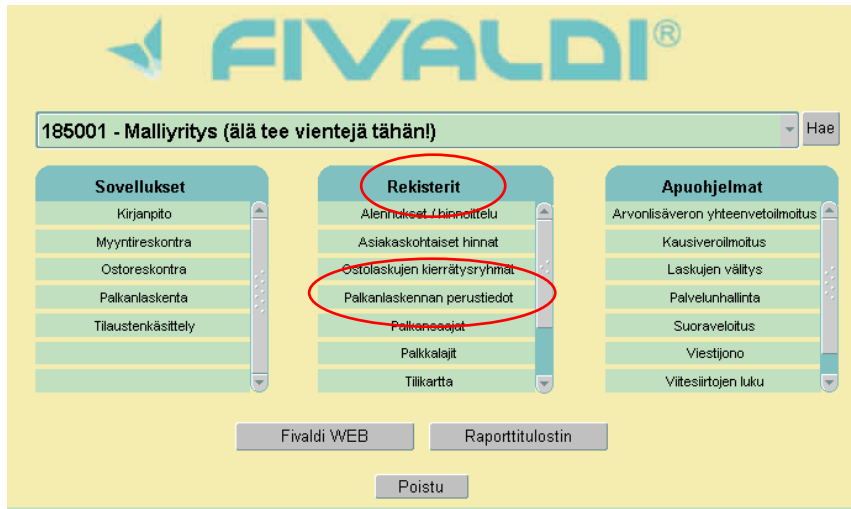 FIVALDI®
185001 - Malliyritys (älä tee vientejä tähän!)
Hae
Sovellukset
Kirjanpito
Myyntireskontra
Ostoreskontra
Palkanlaskenta
Tilaustenkäsittely
Rekisterit
Alennukset / hinnoittelu
Asiakaskohtaiset hinnat
Ostolaskujen kierrätysryhmät
Palkanlaskennan perustiedot
Palkansaajat
Palkkalajit
Tilikartta
Apuohjelmat
Arvonlisäveron yhteenvetoilmoitus
Kausiveroilmoitus
Laskujen välitys
Palvelunhallinta
Suoraveloitus
Viestijono
Viitesiirtojen luku
Fivaldi WEB
Raporttitulostin
Poistu